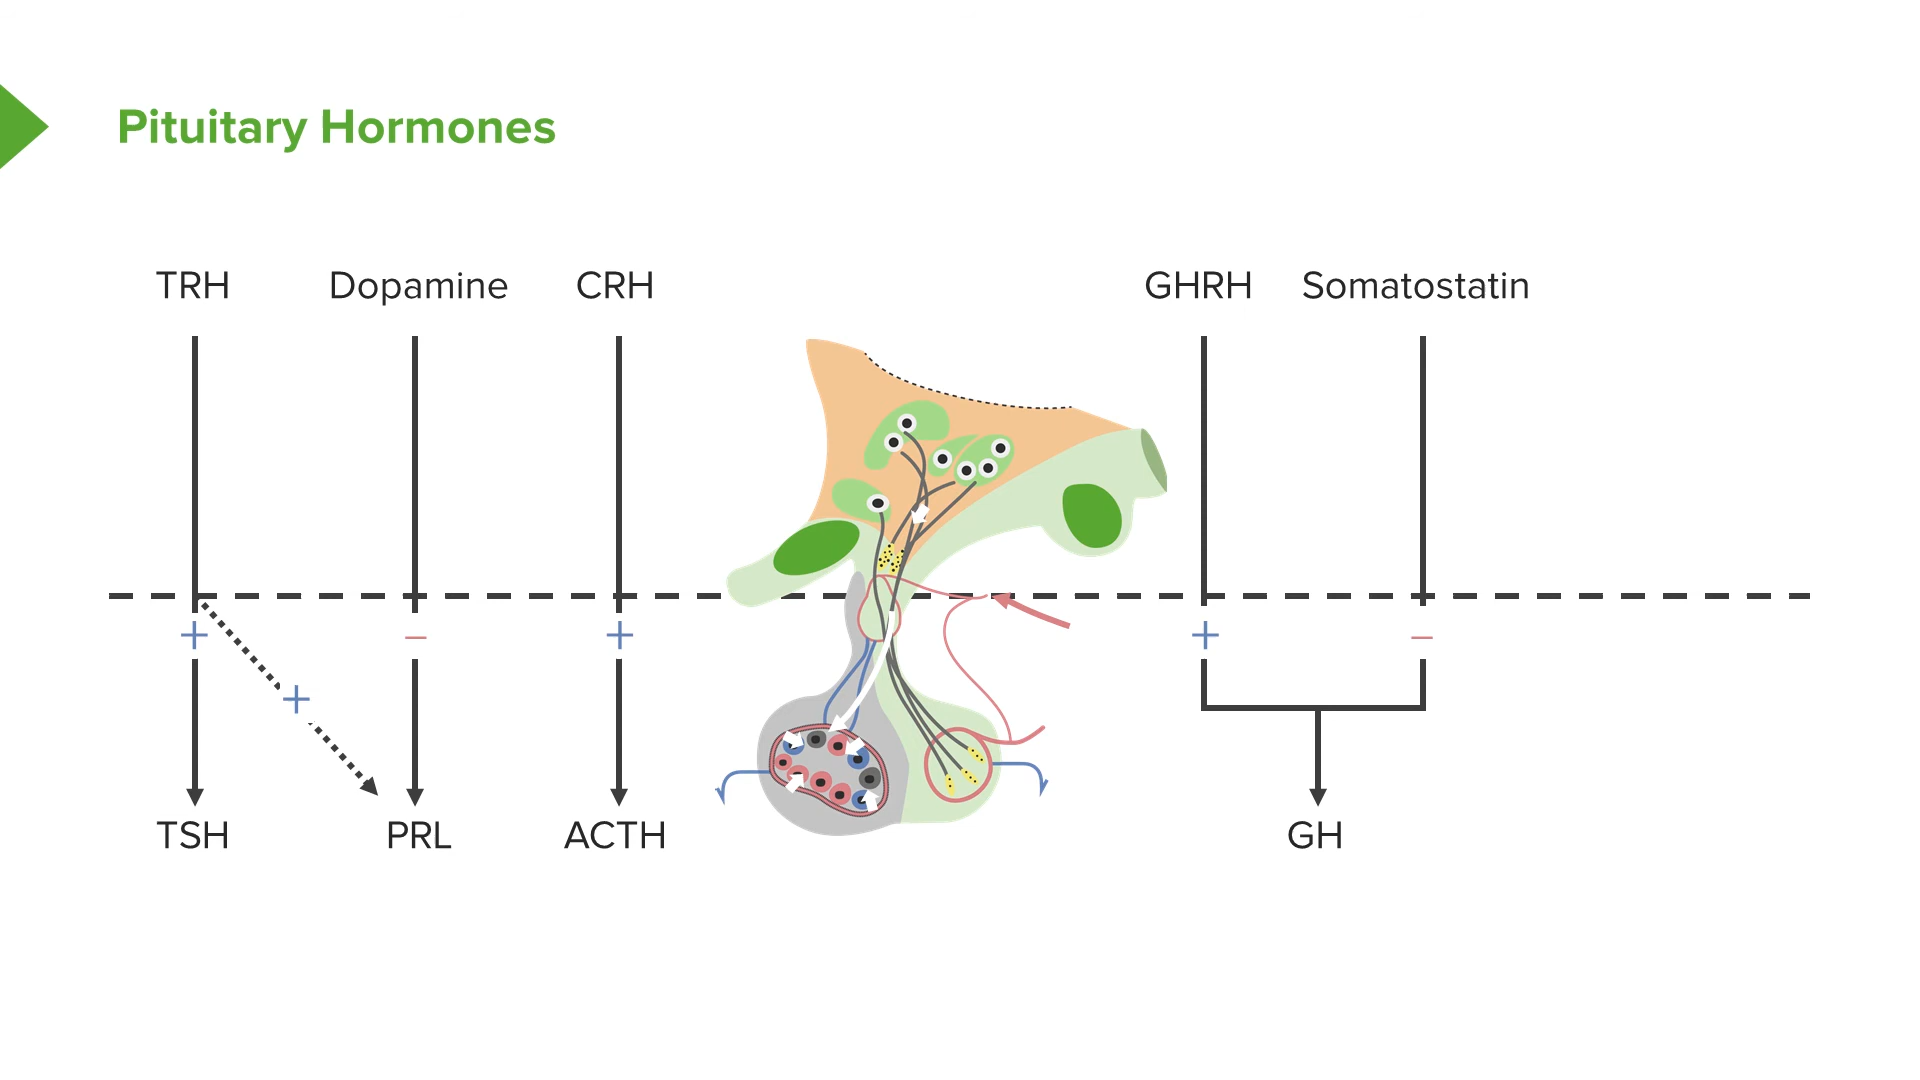 Pituitary Hormones
TRH Dopamine CRH GHRH Somatostatin
+ − + + −
+
TSH PRL ACTH GH